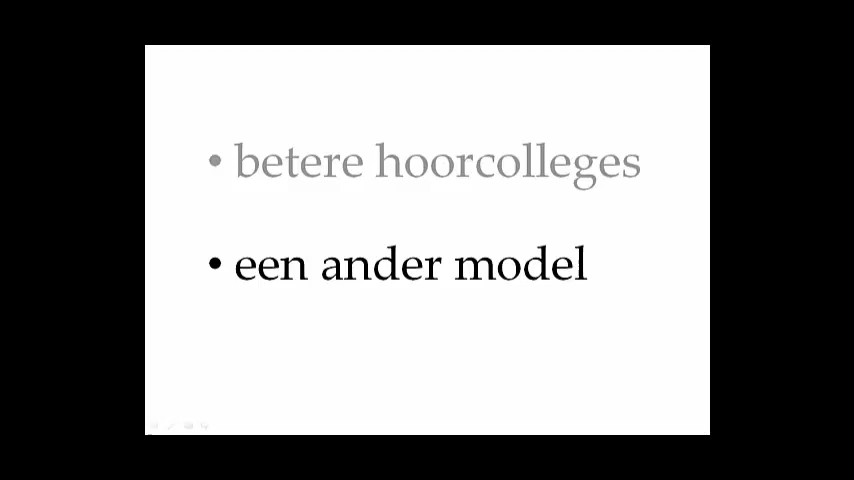 • betere hoorcolleges
• een ander model